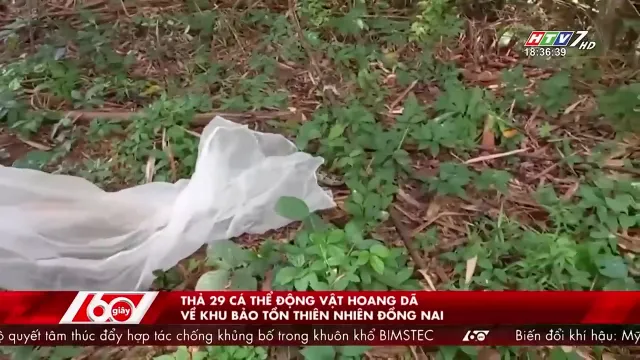 HTV7 HD
18:36:39
60 giây
THẢ 29 CÁ THỂ ĐỘNG VẬT HOANG DÃ
VỀ KHU BẢO TỒN THIÊN NHIÊN ĐỒNG NAI
quyết tâm thúc đẩy hợp tác chống khủng bố trong khuôn khổ BIMSTEC
Biến đổi khí hậu: